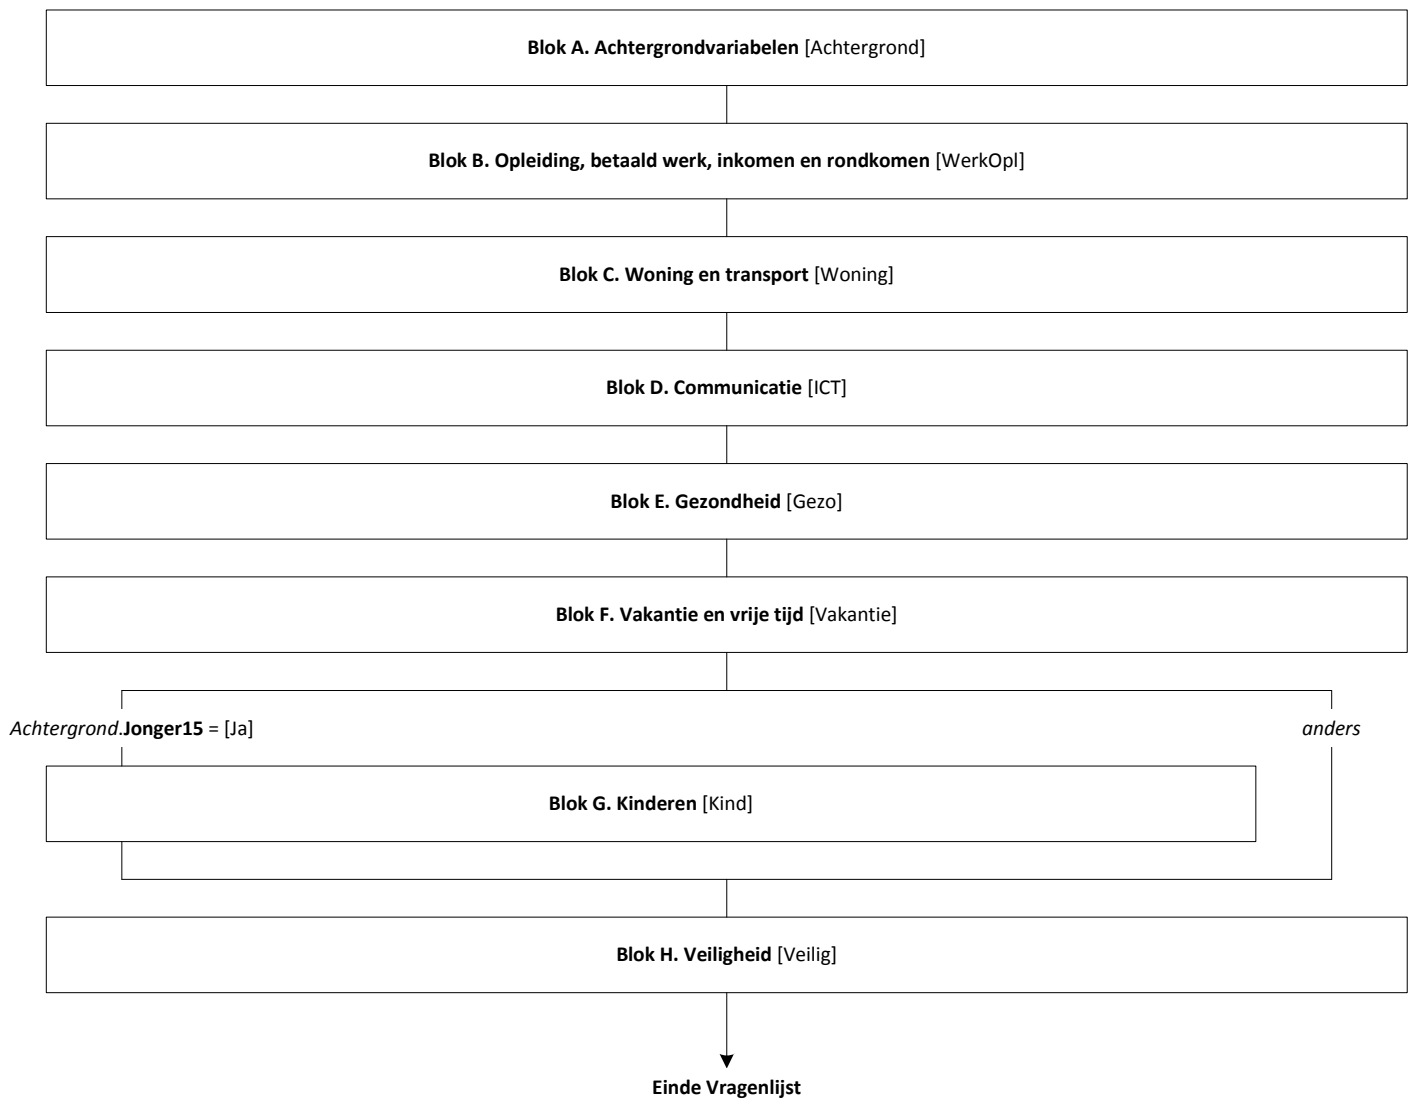 Blok A. Achtergrondvariabelen [Achtergrond]
Blok B. Opleiding, betaald werk, inkomen en rondkomen [WerkOpl]
Blok C. Woning en transport [Woning]
Blok D. Communicatie [ICT]
Blok E. Gezondheid [Gezo]
Blok F. Vakantie en vrije tijd [Vakantie]
Achtergrond.Jonger15 = [Ja]
anders
Blok G. Kinderen [Kind]
Blok H. Veiligheid [Veilig]
Einde Vragenlijst